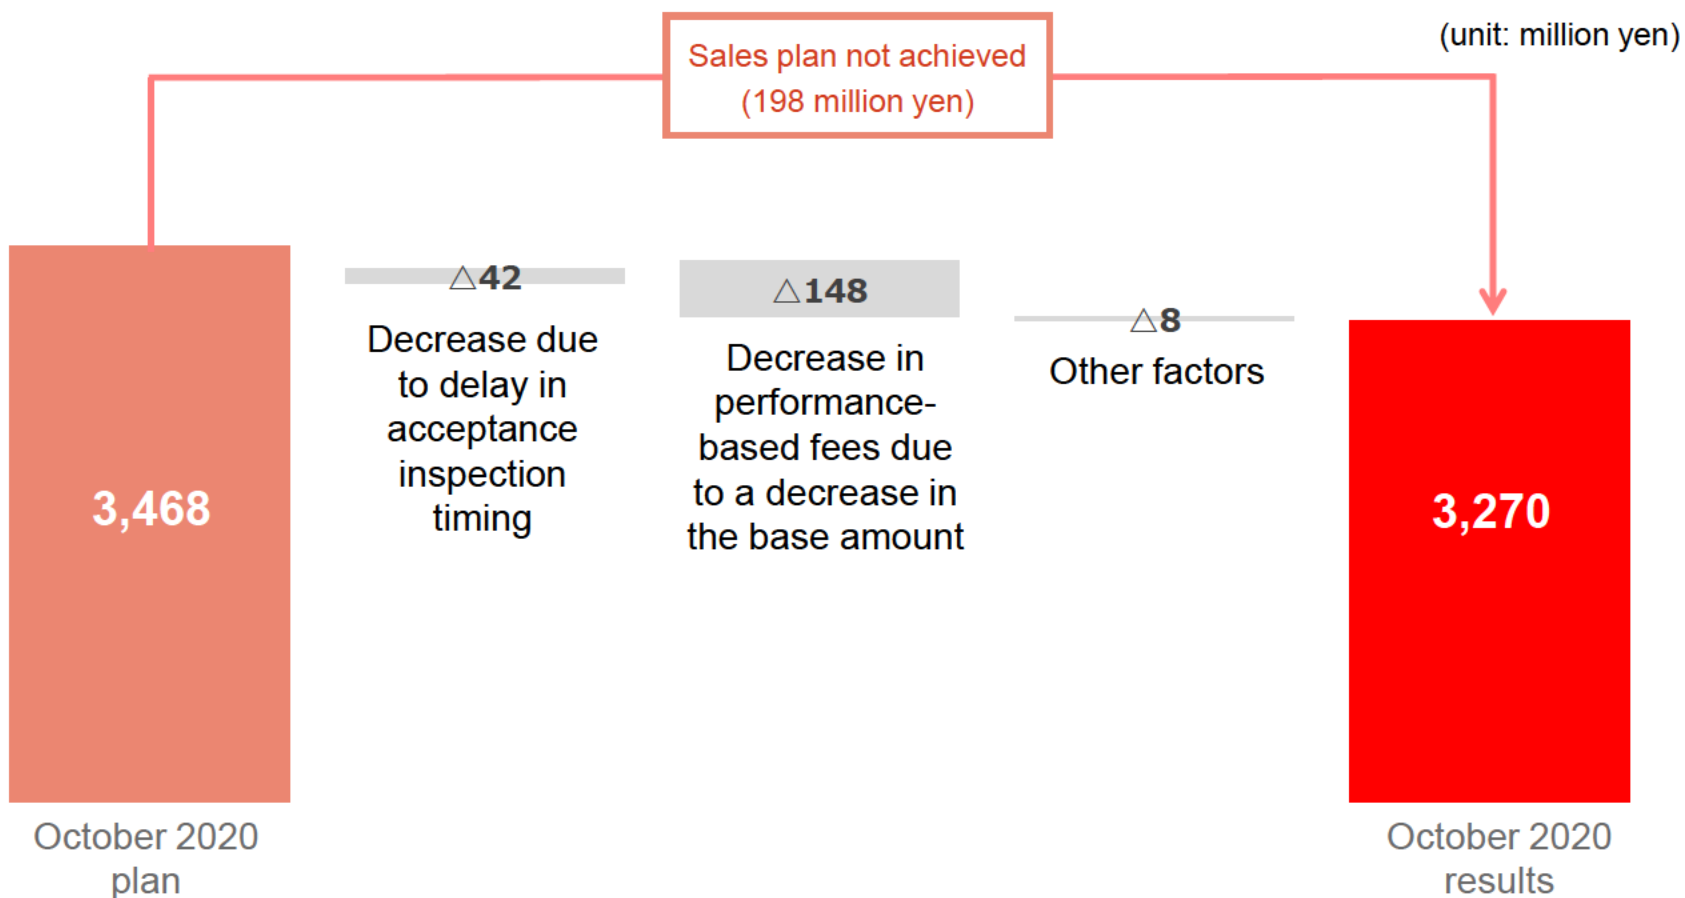 Sales plan not achieved
(198 million yen)
(unit: million yen)
3,468
△42
Decrease due
to delay in
acceptance
inspection
timing
△148
Decrease in
performance-
based fees due
to a decrease in
the base amount
△8
Other factors
3,270
October 2020
plan
October 2020
results